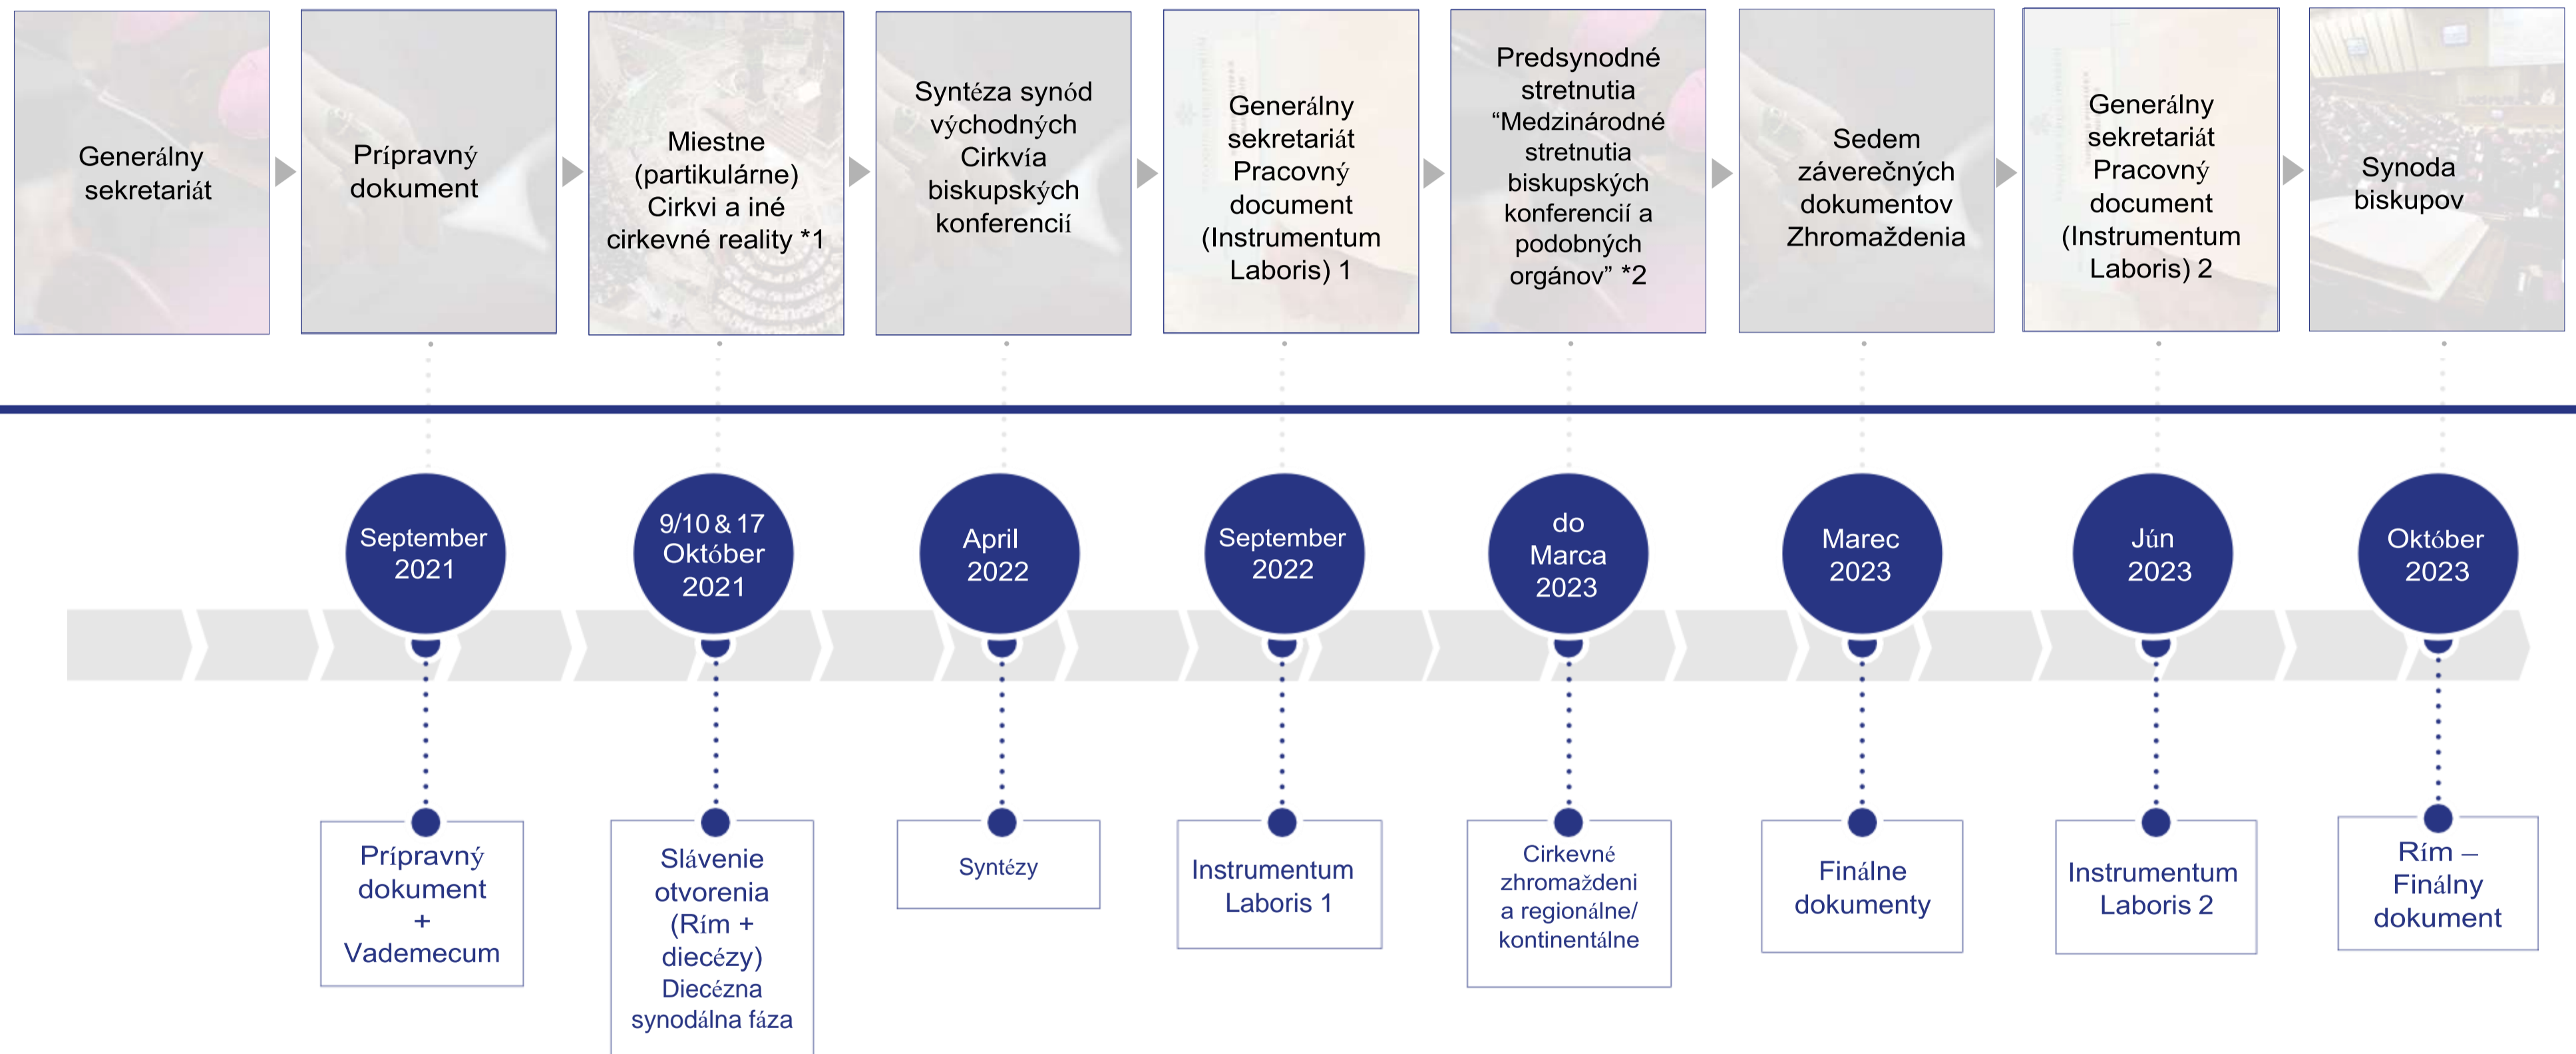 Generálny
sekretariát
Prípravný
dokument
Miestne
(partikulárne)
Cirkvi a iné
cirkevné reality *1
Syntéza synód
východných
Cirkvía
biskupských
konferencií
Generálny
sekretariát
Pracovný
document
(Instrumentum
Laboris) 1
Predsynodné
stretnutia
“Medzinárodné
stretnutia
biskupských
konferencií a
podobných
orgánov” *2
Sedem
záverečných
dokumentov
Zhromaždenia
Generálny
sekretariát
Pracovný
document
(Instrumentum
Laboris) 2
Synoda
biskupov
September
2021
9/10 & 17
Október
2021
April
2022
September
2022
do
Marca
2023
Marec
2023
Jún
2023
Október
2023
Prípravný
dokument
+
Vademecum
Slávenie
otvorenia
(Rím +
diecézy)
Diecézna
synodálna fáza
Syntézy
Instrumentum
Laboris 1
Cirkevné
zhromaždeni
a regionálne/
kontinentálne
Finálne
dokumenty
Instrumentum
Laboris 2
Rím –
Finálny
dokument